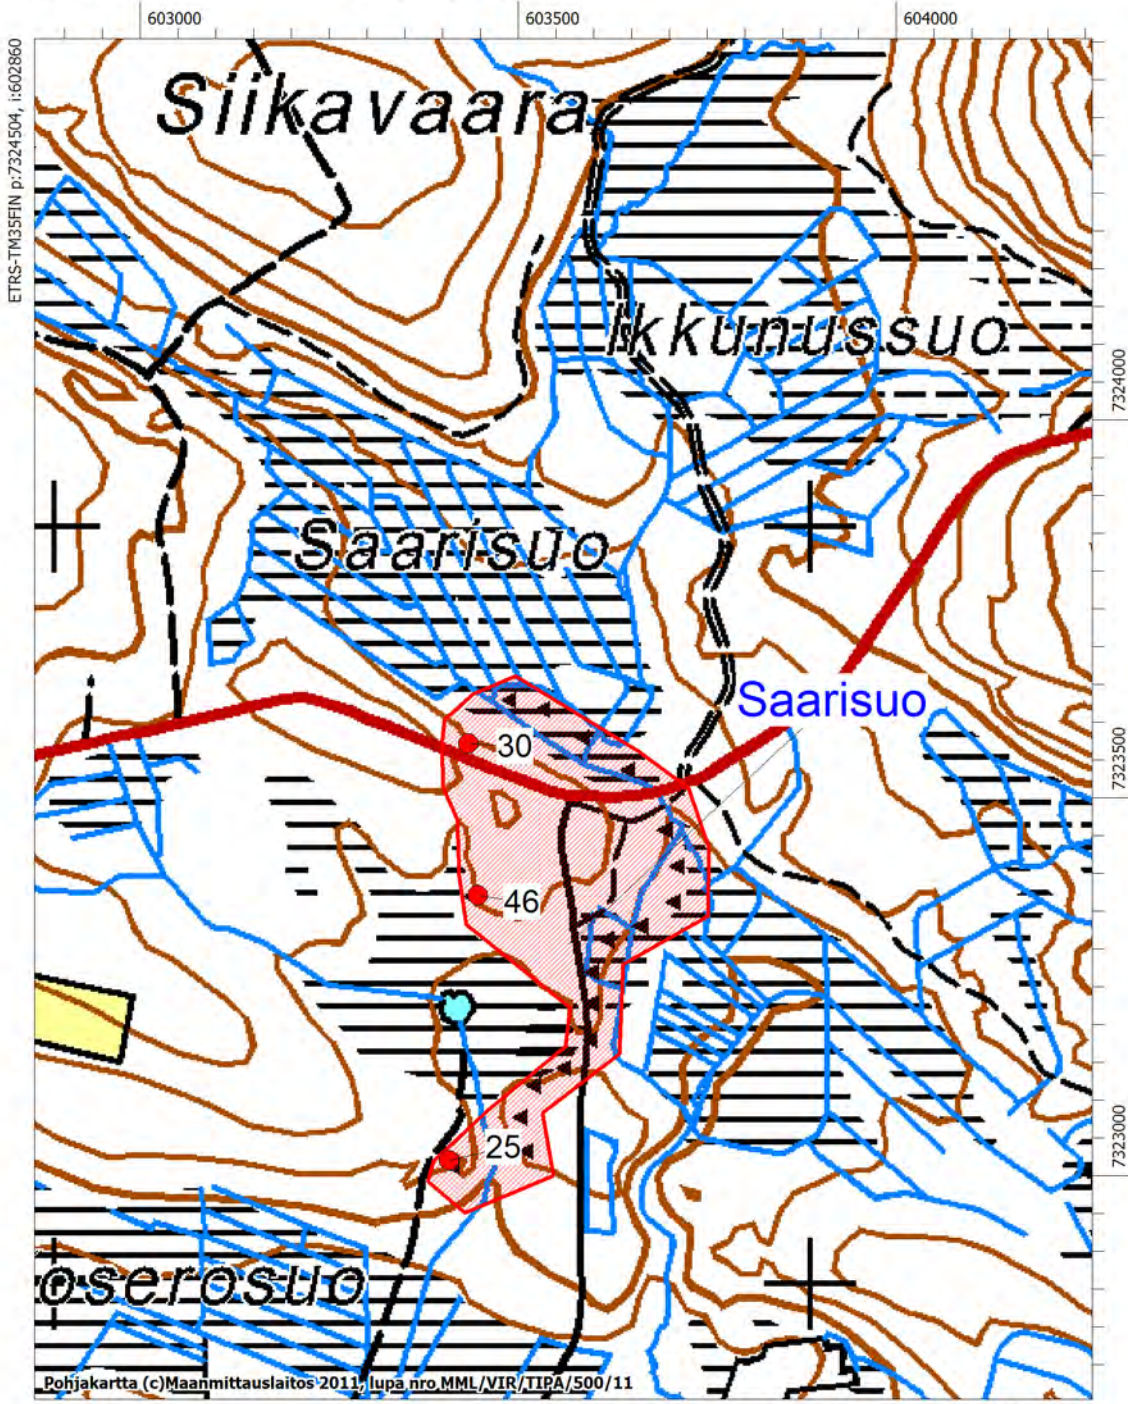 603000
603500
604000
ETRS-TM35FIN p:7324504, i:602860
Siikavaara
Ikkunussuo
7324000
Saarisuo
Saarisuo
30
7323500
46
25
7323000
oserosuo
Pohjakartta (c)Maanmittauslaitos 2011, lupa nro MML/VIR/TIPA/500/11